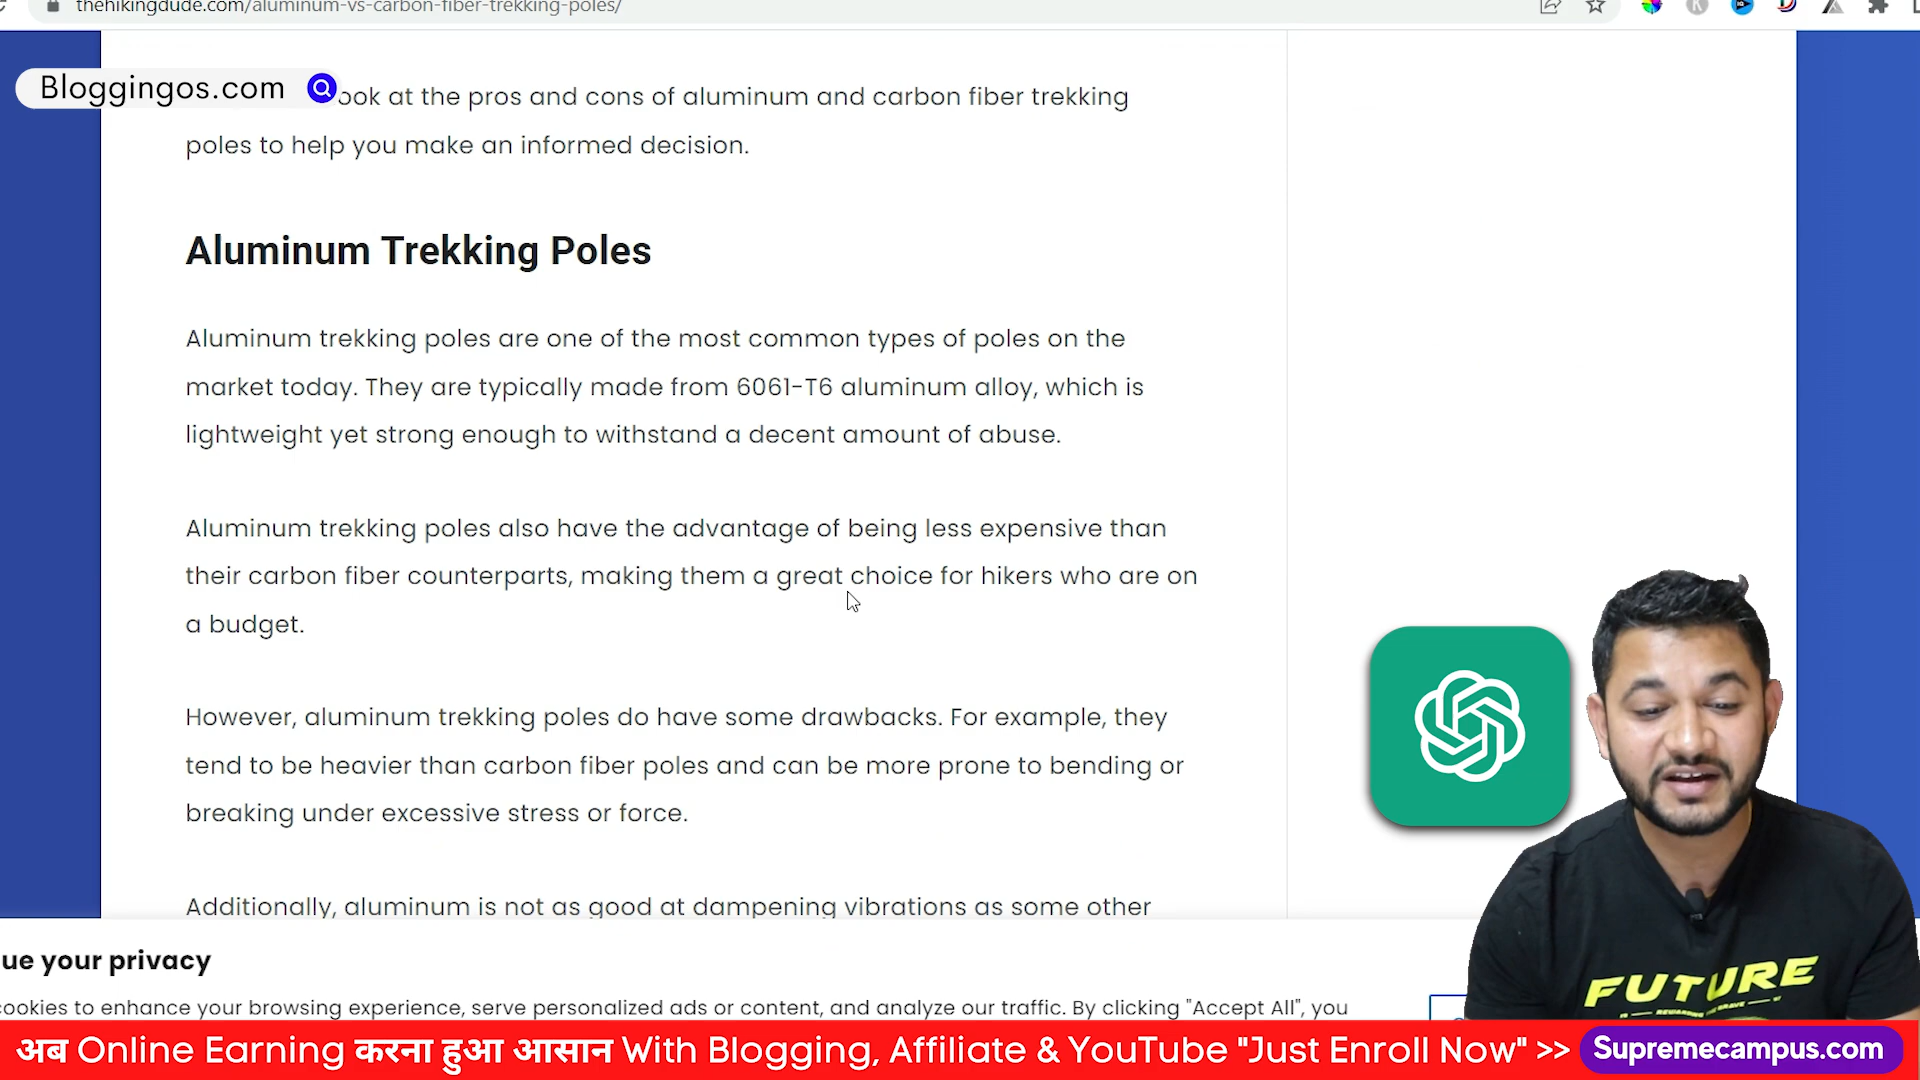 thehikingdude.com/aluminum-vs-carbon-fiber-trekking-poles/
Bloggingos.com
ook at the pros and cons of aluminum and carbon fiber trekking
poles to help you make an informed decision.
Aluminum Trekking Poles
Aluminum trekking poles are one of the most common types of poles on the
market today. They are typically made from 6061-T6 aluminum alloy, which is
lightweight yet strong enough to withstand a decent amount of abuse.
Aluminum trekking poles also have the advantage of being less expensive than
their carbon fiber counterparts, making them a great choice for hikers who are on
a budget.
However, aluminum trekking poles do have some drawbacks. For example, they
tend to be heavier than carbon fiber poles and can be more prone to bending or
breaking under excessive stress or force.
Additionally, aluminum is not as good at dampening vibrations as some other
ue your privacy
cookies to enhance your browsing experience, serve personalized ads or content, and analyze our traffic. By clicking "Accept All", you
FUTURE
अब Online Earning करना हुआ आसान With Blogging, Affiliate & YouTube "Just Enroll Now" >>
Supremecampus.com